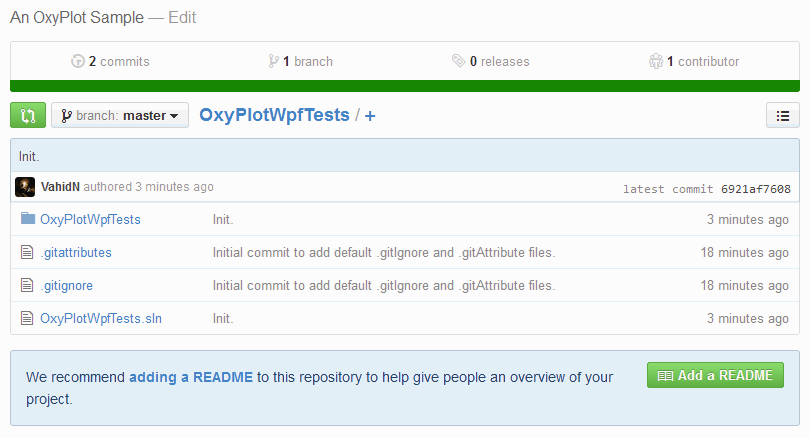 An OxyPlot Sample — Edit
2 commits 1 branch 0 releases 1 contributor
branch: master OxyPlotWpfTests / +
Init.
VahidN authored 3 minutes ago latest commit 6921af7608
OxyPlotWpfTests Init. 3 minutes ago
.gitattributes Initial commit to add default .gitIgnore and .gitAttribute files. 18 minutes ago
.gitignore Initial commit to add default .gitIgnore and .gitAttribute files. 18 minutes ago
OxyPlotWpfTests.sln Init. 3 minutes ago
We recommend adding a README to this repository to help give people an overview of your
project.
Add a README